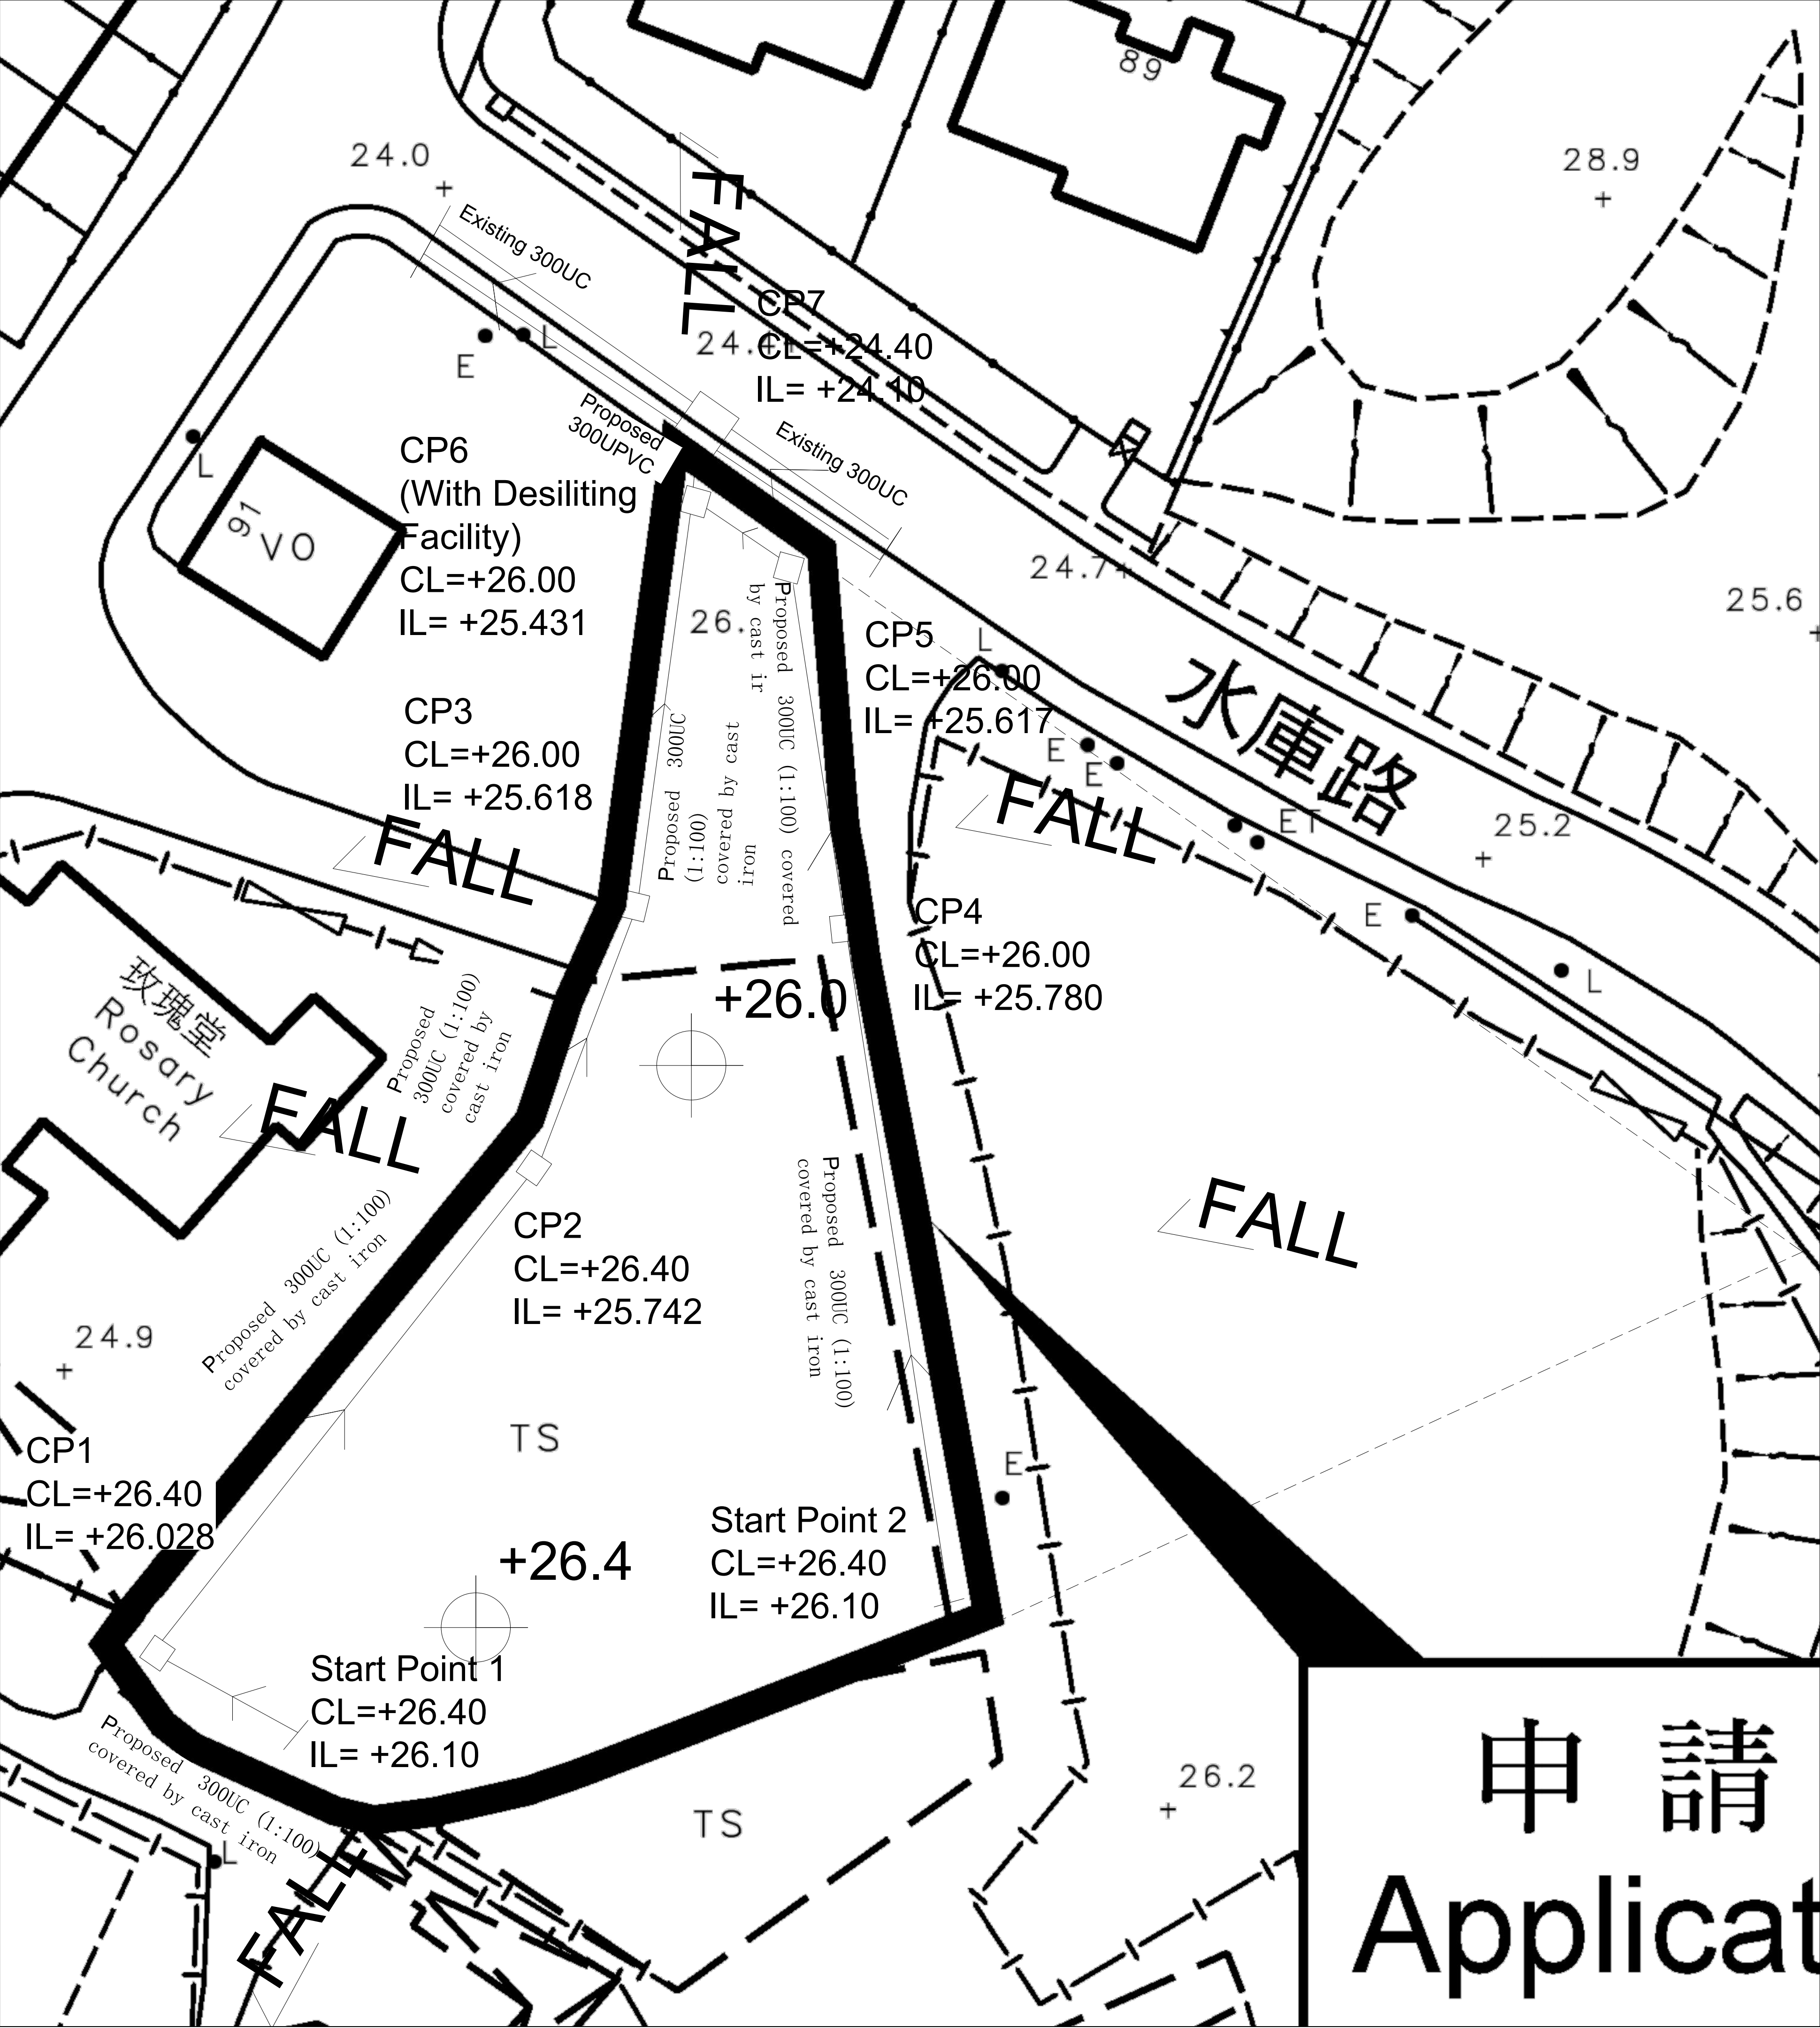 89
28.9
24.0
Existing 300UC
FALL
CP7
CL=+24.40
IL= +24.10
24.4
L
E
Proposed
300UPVC
Existing 300UC
CP6
(With Desiliting
Facility)
CL=+26.00
IL= +25.431
L
91
VO
24.7
25.6
26.
Proposed 300UC (1:100) covered
by cast ir
CP5
CL=+26.00
IL= +25.617
L
水庫路
E
E
ET
25.2
CP3
CL=+26.00
IL= +25.618
Proposed 300UC
(1:100)
covered by cast
iron
FALL
FALL
E
L
CP4
CL=+26.00
IL= +25.780
+26.0
玫瑰堂
Rosary
Church
Proposed
300UC (1:100)
covered by
cast iron
FALL
FALL
CP2
CL=+26.40
IL= +25.742
Proposed 300UC (1:100)
covered by cast iron
Proposed 300UC (1:100)
covered by cast iron
24.9
TS
E
CP1
CL=+26.40
IL= +26.028
Start Point 2
CL=+26.40
IL= +26.10
+26.4
Start Point 1
CL=+26.40
IL= +26.10
Proposed 300UC (1:100)
covered by cast iron
L
FALL
TS
26.2
申 請
Applicat